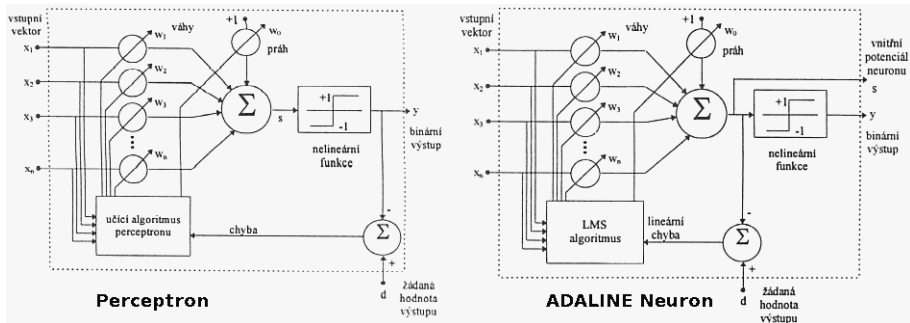 vstupní
vektor
váhy
+1
w₀
práh
x₁
w₁
x₂
w₂
x₃
w₃
xₙ
wₙ
Σ
s
+1
-1
nelineární
funkce
y
binární
výstup
učící algoritmus
perceptronu
chyba
-
Σ
+
d
žádaná
hodnota
výstupu
Perceptron
vstupní
vektor
váhy
+1
w₀
práh
x₁
w₁
x₂
w₂
x₃
w₃
xₙ
wₙ
Σ
vnitřní
potenciál
neuronu
s
+1
-1
nelineární
funkce
y
binární
výstup
LMS
algoritmus
lineární
chyba
-
Σ
+
d
žádaná
hodnota
výstupu
ADALINE Neuron